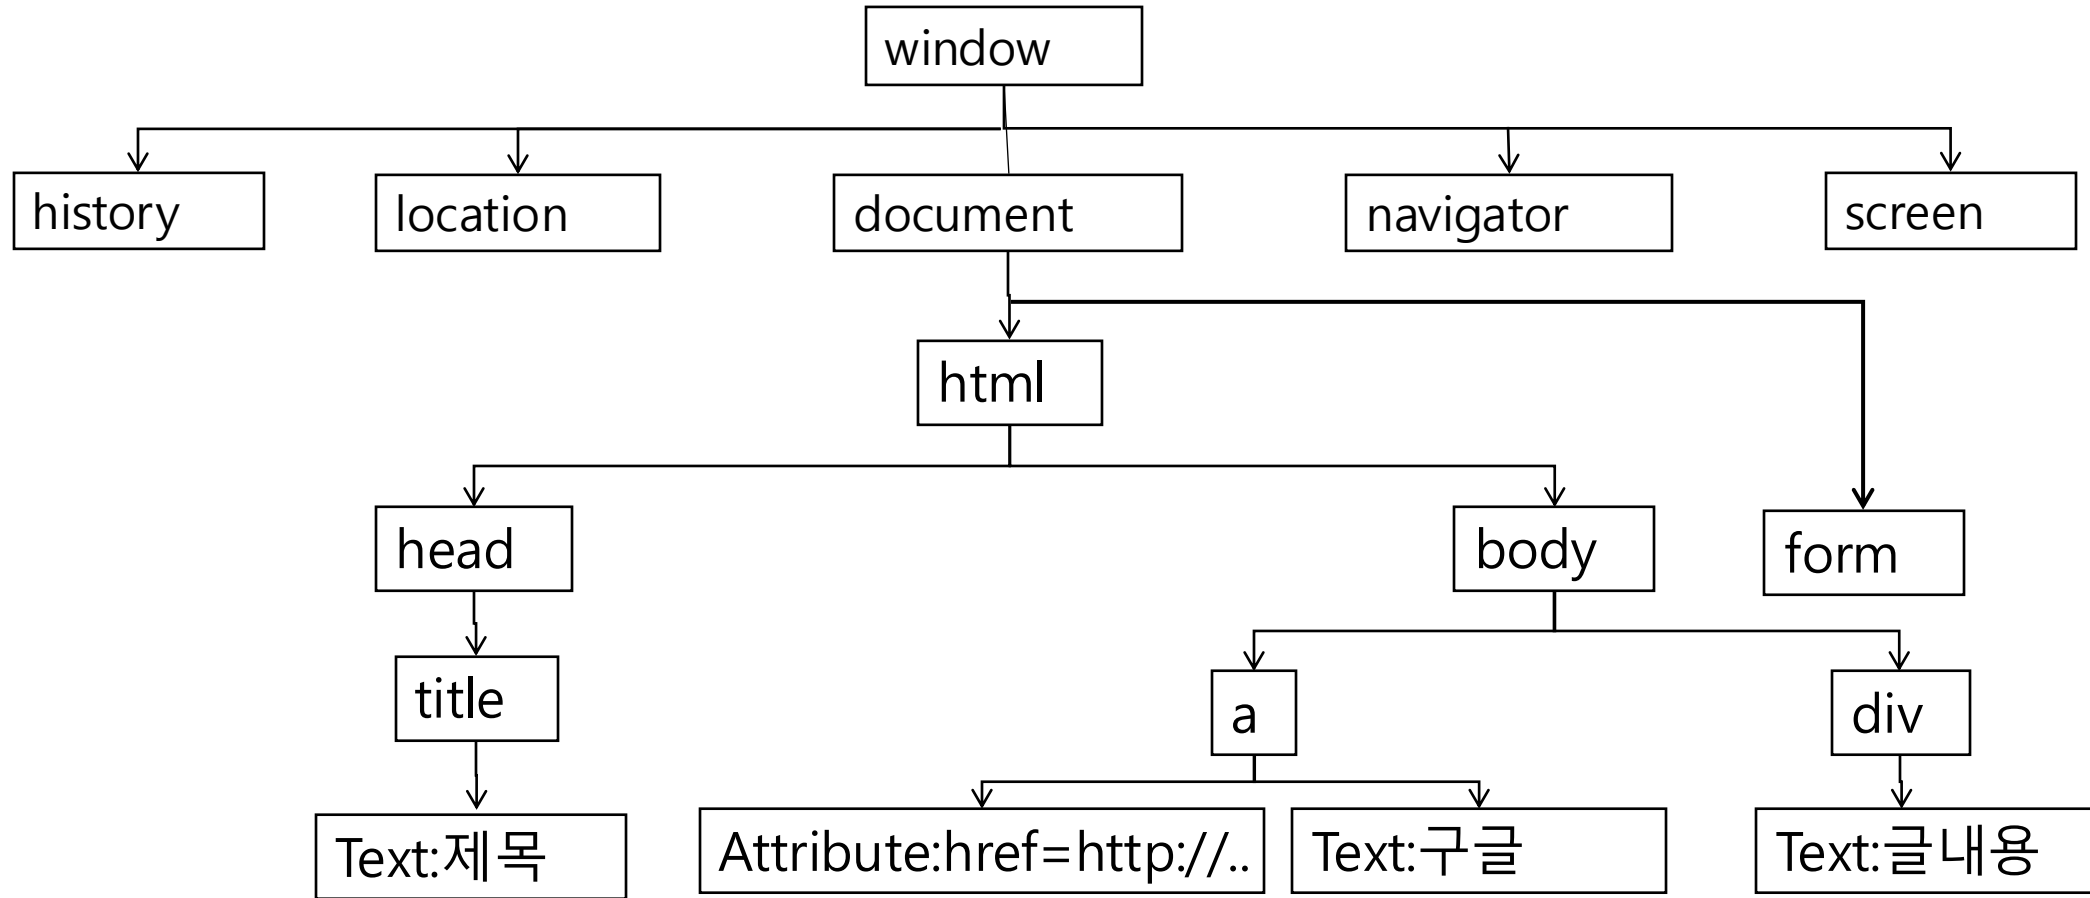 window
history
location
document
navigator
screen
html
head
body
form
title
a
div
Text:제목
Attribute:href=http://..
Text:구글
Text:글내용